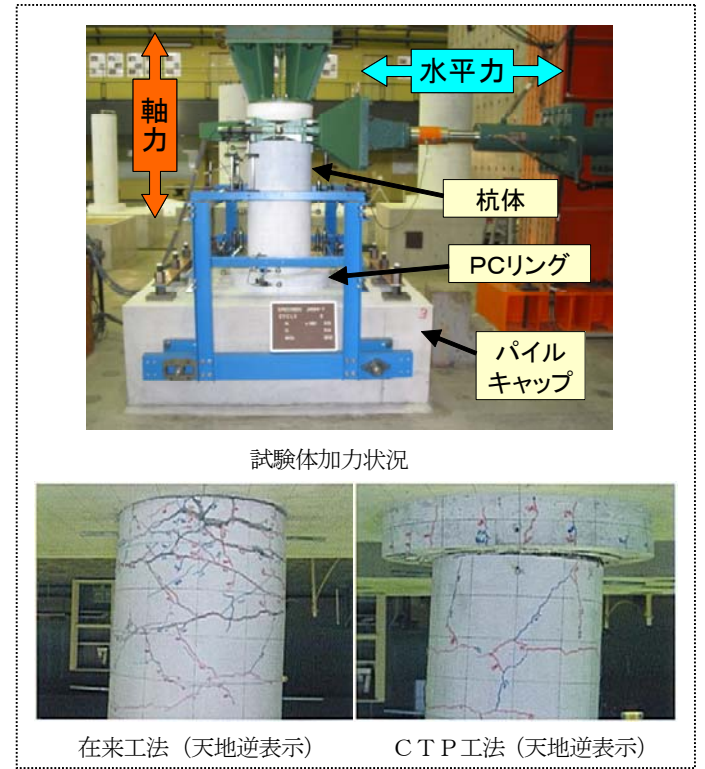 軸力
水平力
杭体
PCリング
パイル
キャップ
試験体加力状況
在来工法（天地逆表示）
ＣＴＰ工法（天地逆表示）